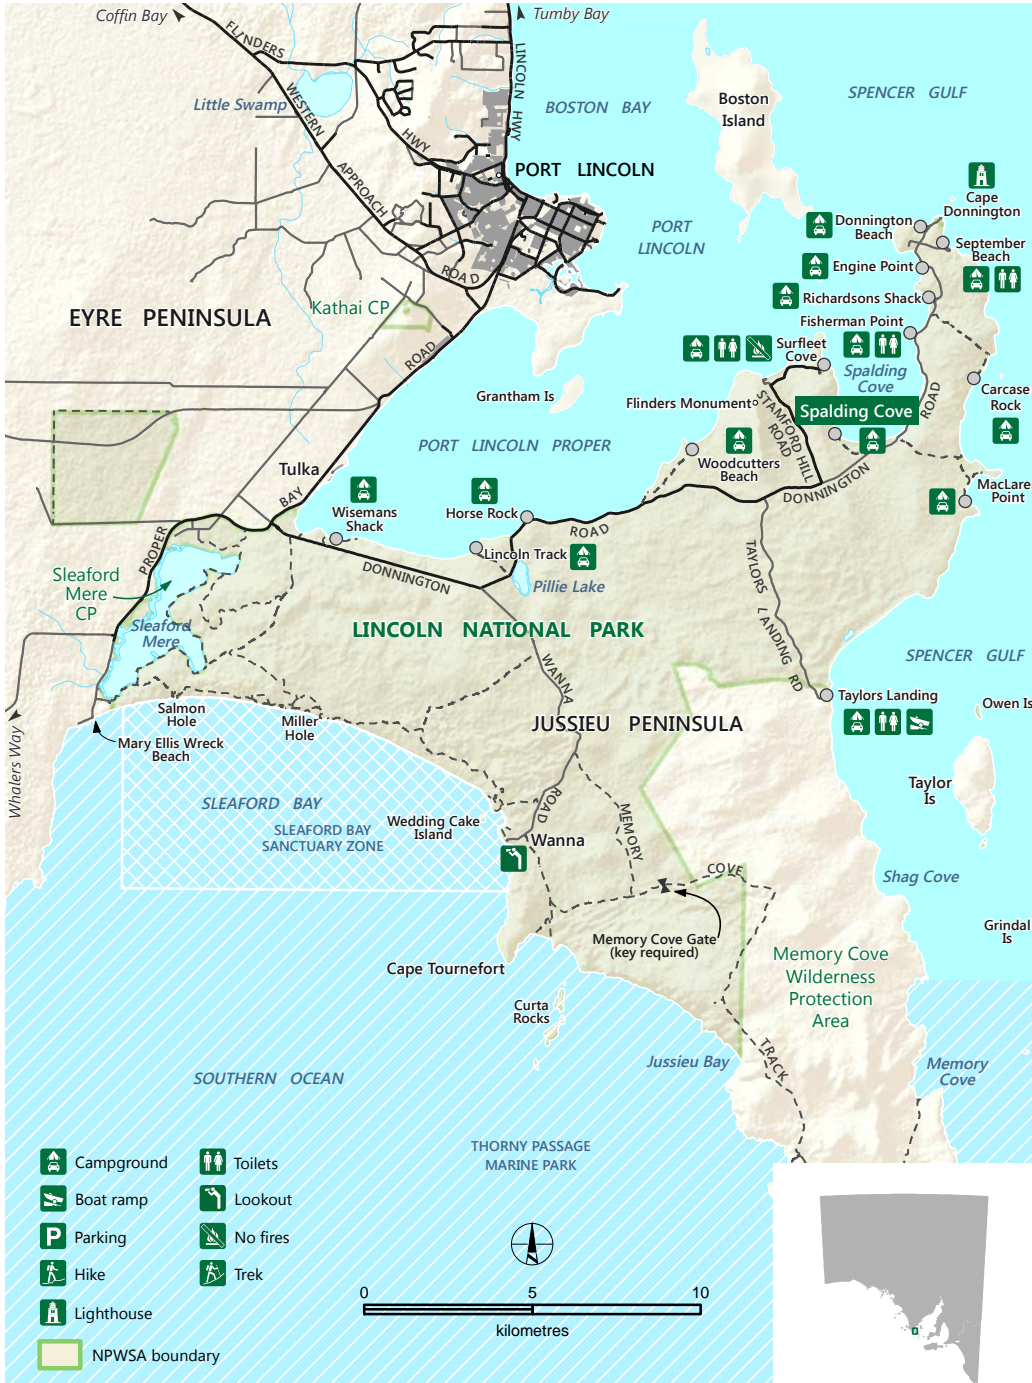 Coffin Bay
Tumby Bay
FLINDERS
HWY
LINCOLN HWY
WESTERN
APPROACH
ROAD
Little Swamp
BOSTON BAY
Boston
Island
SPENCER GULF
PORT LINCOLN
PORT
LINCOLN
Cape
Donnington
Donnington
Beach
September
Beach
Engine Point
Richardsons Shack
Fisherman Point
Surfleet
Cove
Spalding
Cove
EYRE PENINSULA
Kathai CP
ROAD
Grantham Is
Flinders Monument
STAMFORD HILL
ROAD
Spalding Cove
ROAD
Carcase
Rock
PORT LINCOLN PROPER
Tulka
BAY
Woodcutters
Beach
DONNINGTON
MacLare
Point
Wisemans
Shack
Horse Rock
ROAD
PROPER
Lincoln Track
DONNINGTON
Pillie Lake
TAYLORS LANDING RD
Sleaford
Mere
CP
Sleaford
Mere
LINCOLN NATIONAL PARK
WANNA
SPENCER GULF
Taylors Landing
Owen Is
Salmon
Hole
Miller
Hole
JUSSIEU PENINSULA
Mary Ellis Wreck
Beach
Whalers Way
Taylor
Is
SLEAFORD BAY
SLEAFORD BAY
SANCTUARY ZONE
Wedding Cake
Island
ROAD
Wanna
MEMORY
COVE
Shag Cove
Memory Cove Gate
(key required)
Grindal
Is
Cape Tournefort
Memory Cove
Wilderness
Protection
Area
Curta
Rocks
TRACK
Jussieu Bay
Memory
Cove
SOUTHERN OCEAN
THORNY PASSAGE
MARINE PARK
Campground
Toilets
Boat ramp
Lookout
P
Parking
No fires
Hike
Trek
Lighthouse
NPWSA boundary
0 5 10
kilometres